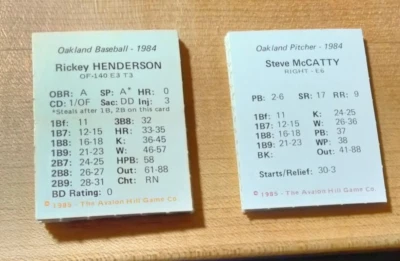 Oakland Baseball - 1984
Rickey HENDERSON
OF-140 E3 T3
OBR: A SP: A* HR: 0
CD: 1/OF Sac: DD Inj: 3
*Steals after 1B, 2B on this card
1Bf: 11 3B8: 32
1B7: 12-15 HR: 33-35
1B8: 16-18 K: 36-45
1B9: 21-23 W: 46-57
2B7: 24-25 HPB: 58
2B8: 26-27 Out: 61-88
2B9: 28-31 Cht: RN
BD Rating: 0
© 1985 - The Avalon Hill Game Co.
Oakland Pitcher - 1984
Steve McCATTY
RIGHT - E6
PB: 2-6 SR: 17 RR: 9
1Bf: 11 K: 24-25
1B7: 12-15 W: 26-36
1B8: 16-18 PB: 37
1B9: 21-23 WP: 38
BK: Out: 41-88
Starts/Relief: 30-3
© 1985 - The Avalon Hill Game Co.